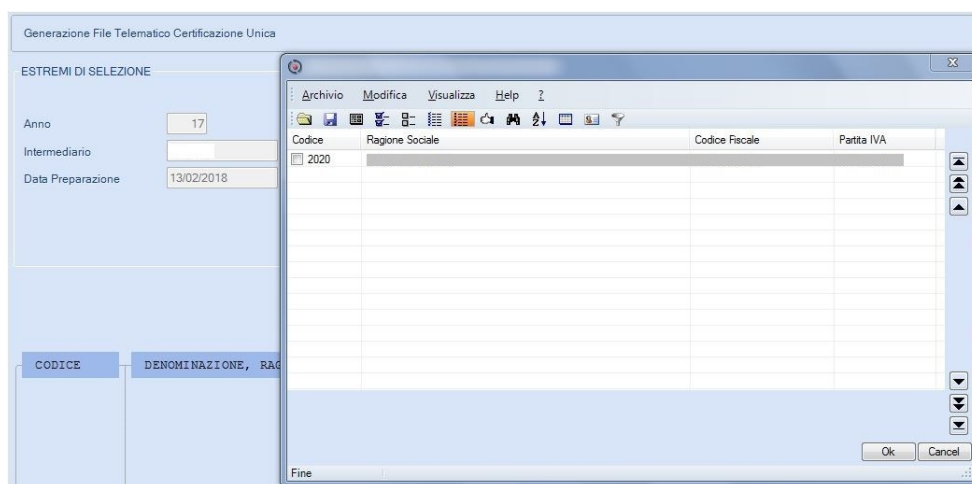 Generazione File Telematico Certificazione Unica
ESTREMI DI SELEZIONE
Anno 17
Intermediario
Data Preparazione 13/02/2018
CODICE DENOMINAZIONE, RAG
Archivio Modifica Visualizza Help ?
Codice Ragione Sociale Codice Fiscale Partita IVA
2020
Ok Cancel
Fine